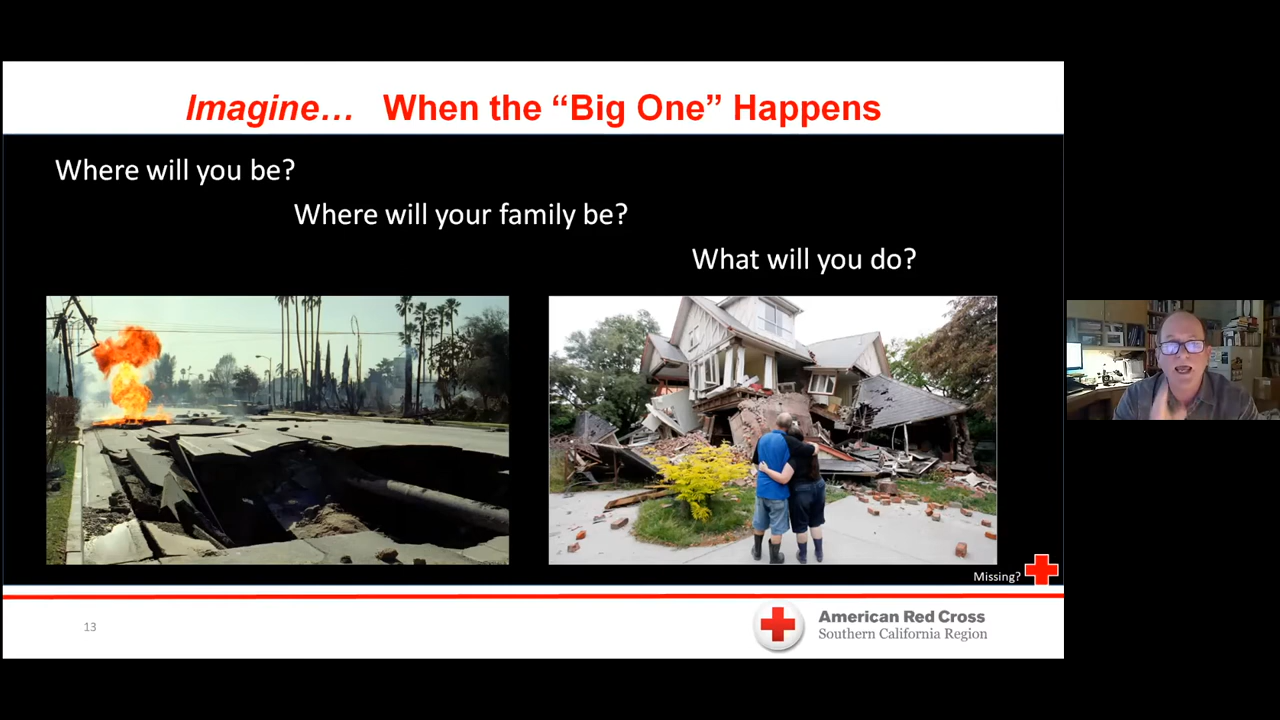 Imagine... When the “Big One” Happens
Where will you be?
Where will your family be?
What will you do?
Missing?
13
American Red Cross
Southern California Region